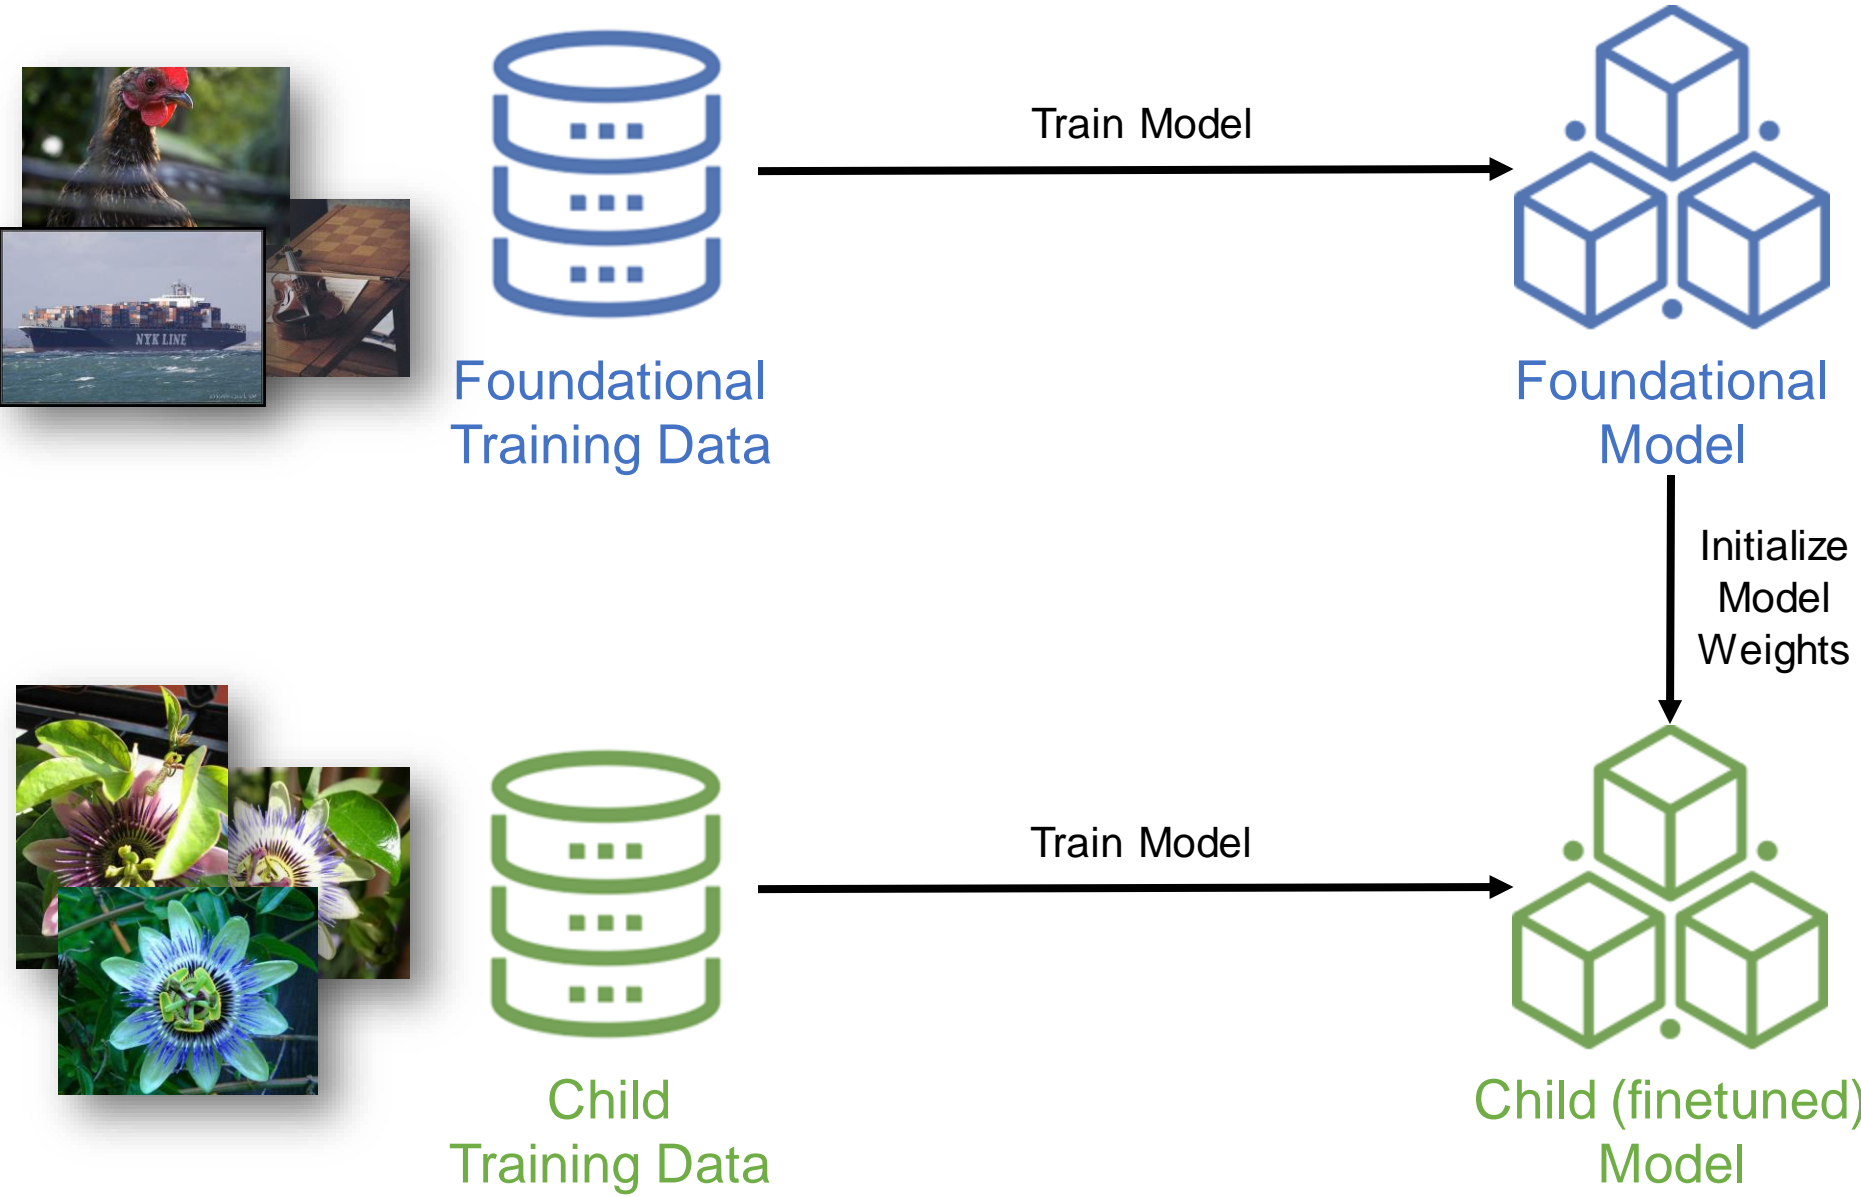 Train Model
NYK LINE
Foundational
Training Data
Foundational
Model
Initialize
Model
Weights
Train Model
Child
Training Data
Child (finetuned)
Model